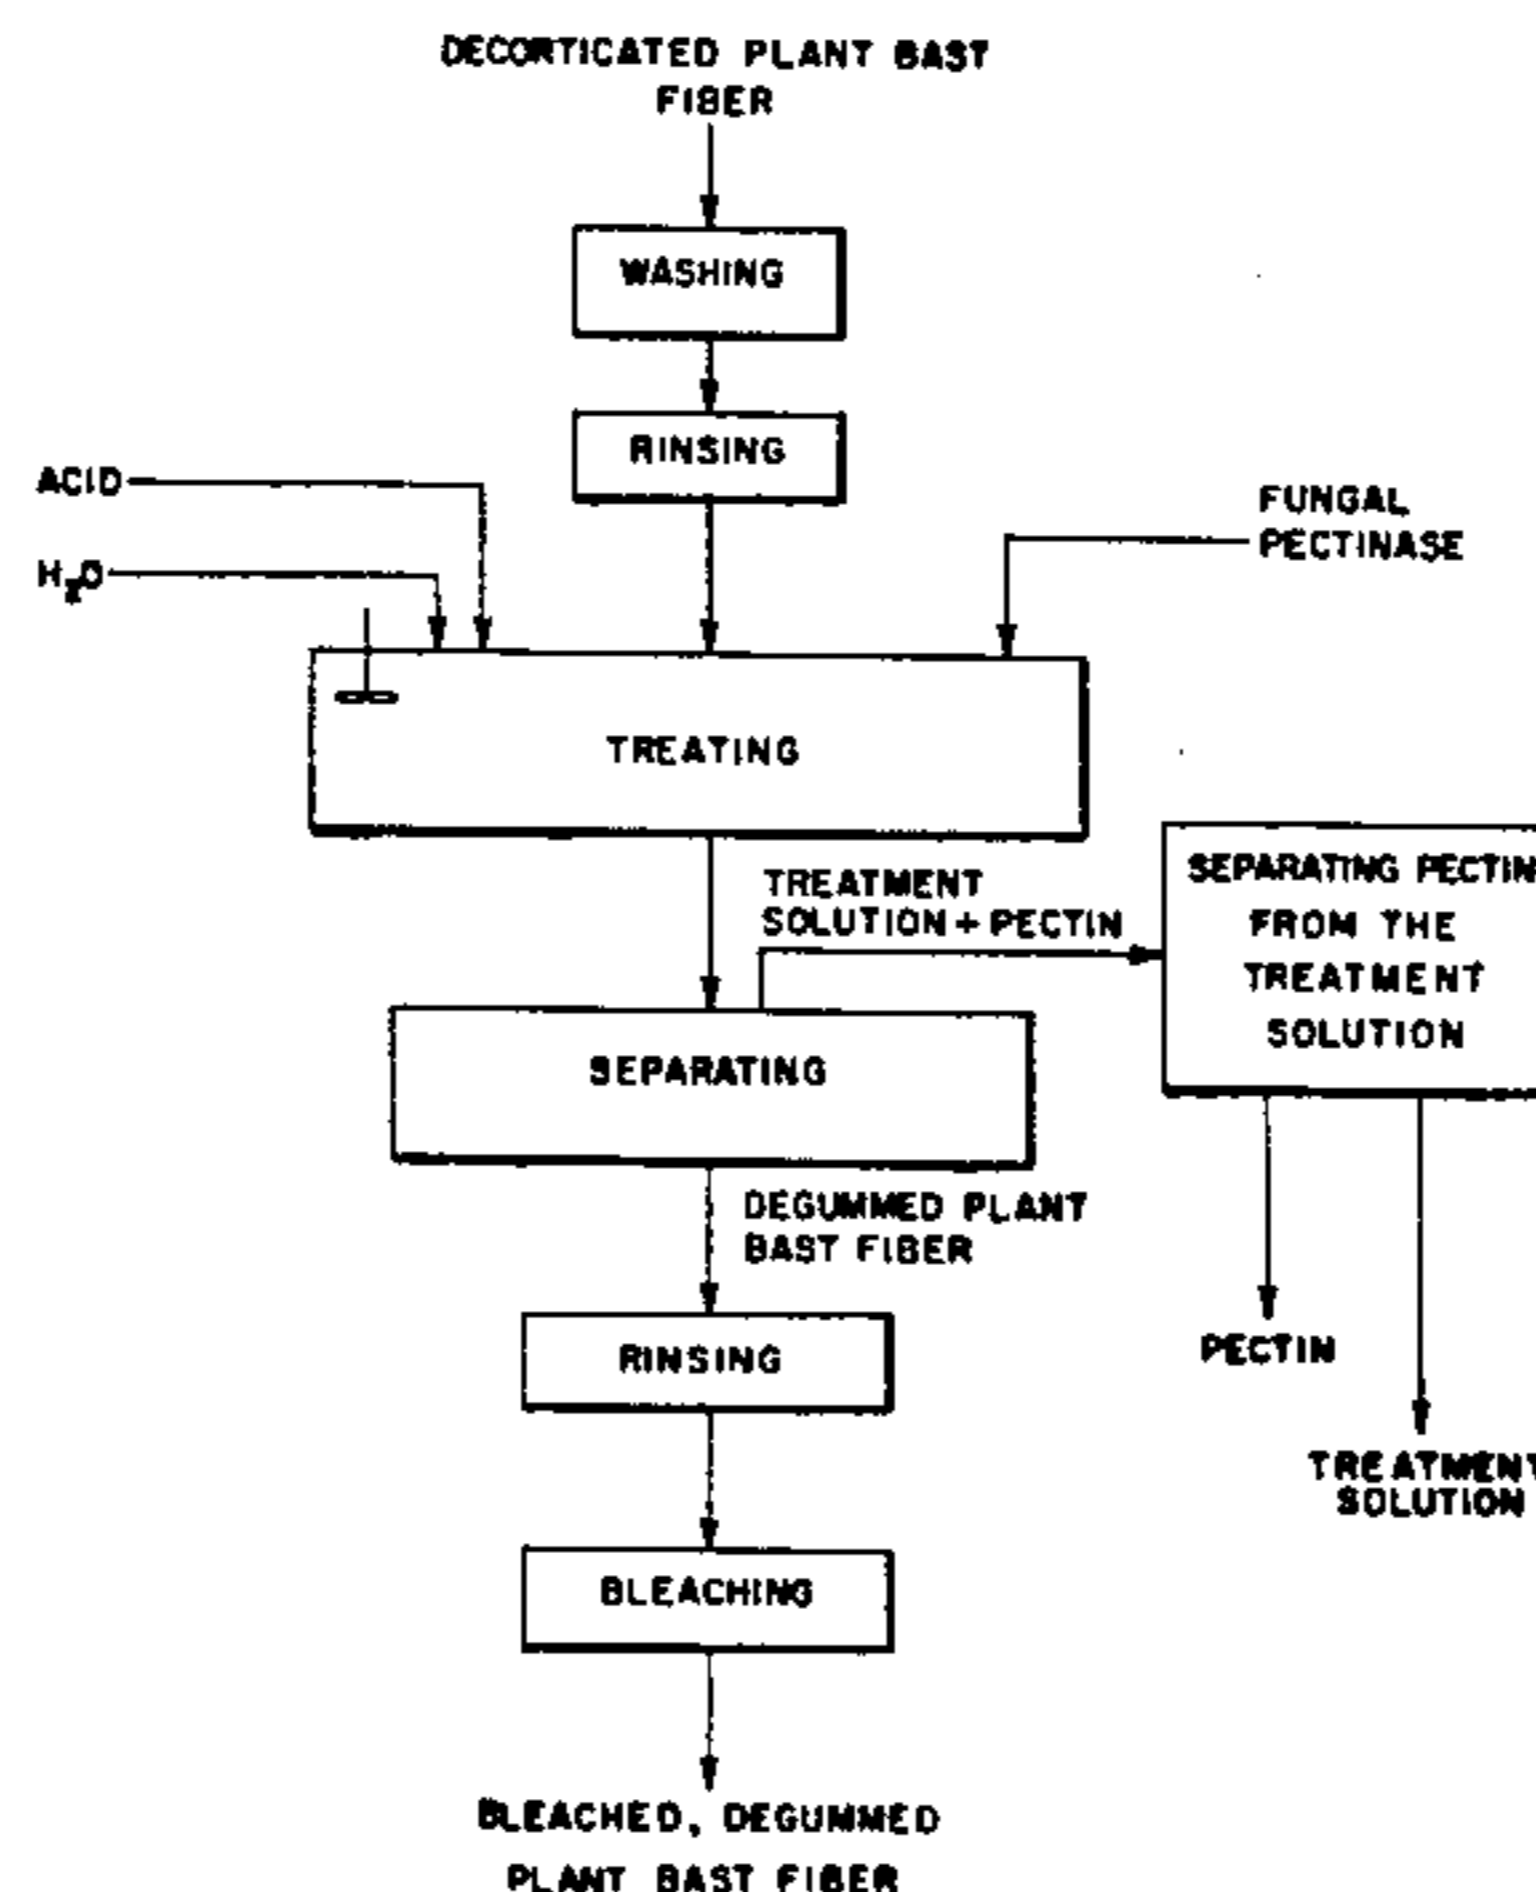 DECORTICATED PLANT BAST
FIBER
WASHING
RINSING
ACID
H2O
FUNGAL
PECTINASE
TREATING
TREATMENT
SOLUTION + PECTIN
SEPARATING PECTIN
FROM THE
TREATMENT
SOLUTION
SEPARATING
DEGUMMED PLANT
BAST FIBER
RINSING
PECTIN
TREATMENT
SOLUTION
BLEACHING
BLEACHED, DEGUMMED
PLANT BAST FIBER